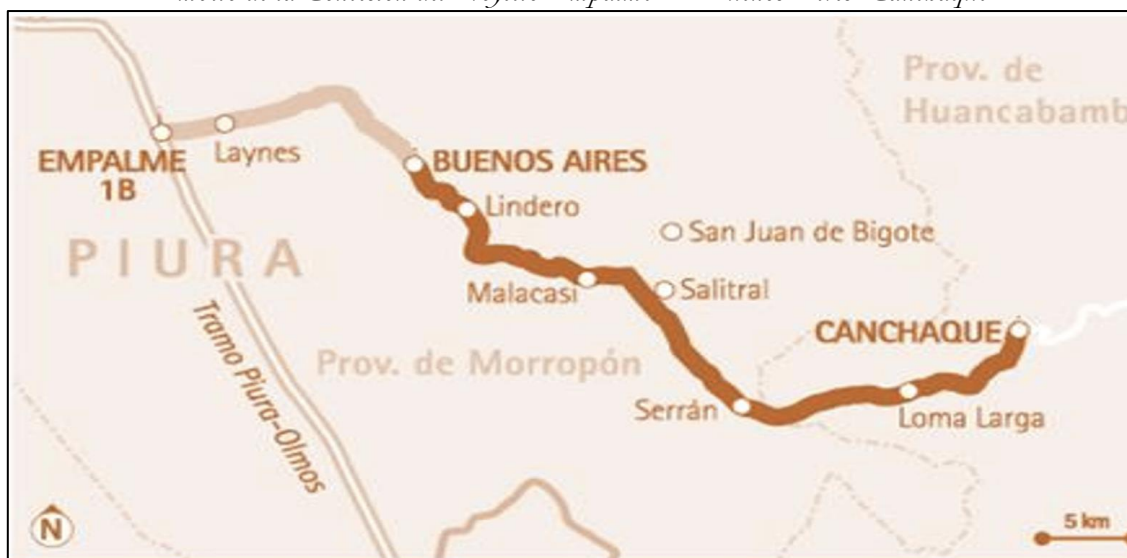 Prov. de
Huancabamb
EMPALME
1B
Laynes
BUENOS AIRES
Lindero
San Juan de Bigote
PIURA
Malacasi
Salitral
Tramo Piura-Olmos
Prov. de Morropón
CANCHAQUE
Serrán
Loma Larga
N
5 km